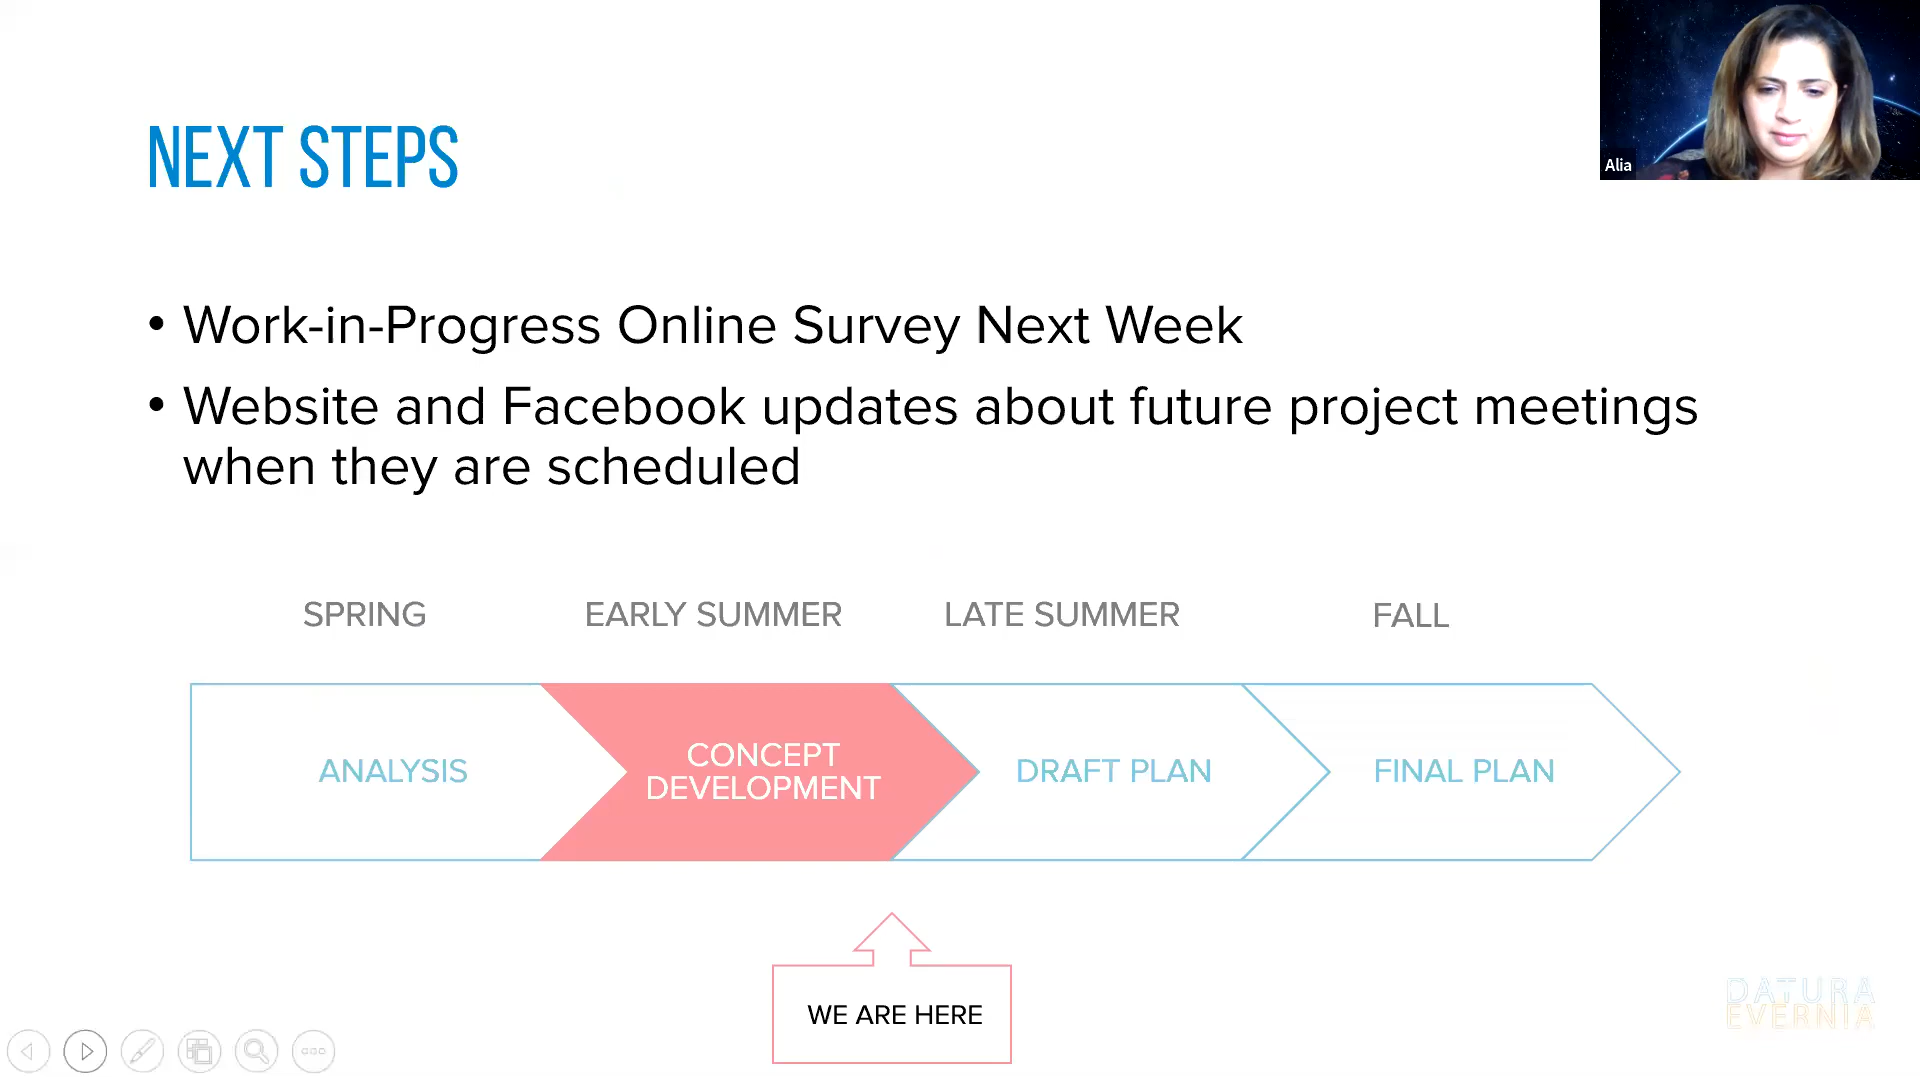 NEXT STEPS
Alia
• Work-in-Progress Online Survey Next Week
• Website and Facebook updates about future project meetings
when they are scheduled
SPRING EARLY SUMMER LATE SUMMER FALL
ANALYSIS
CONCEPT
DEVELOPMENT
DRAFT PLAN
FINAL PLAN
WE ARE HERE
DATURA
EVERNIA